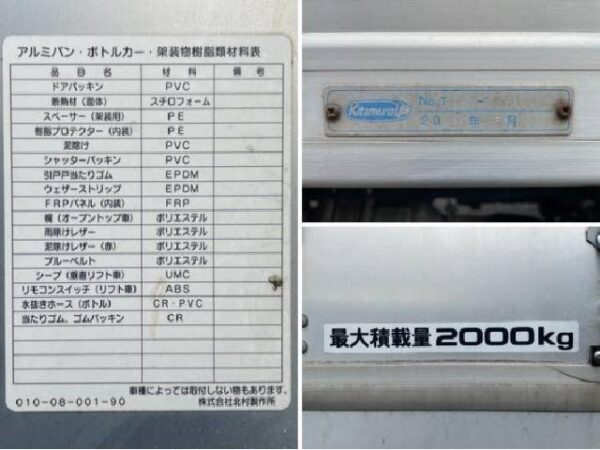 アルミバン・ボトルカー・架装物樹脂類材料表
品目名 材料 備考
ドアパッキン PVC
断熱材（固体） スチロフォーム
スペーサー（架装用） PE
樹脂プロテクター（内装） PE
泥除け PVC
シャッターパッキン PVC
引戸戸当たりゴム EPDM
ウェザーストリップ EPDM
FRPパネル（内装） FRP
幌（オープントップ車） ポリエステル
雨除けレザー ポリエステル
泥除けレザー（赤） ポリエステル
ブルーベルト ポリエステル
シーブ（垂直リフト車） UMC
リモコンスイッチ（リフト車） ABS
水抜きホース（ボトル） CR・PVC
当たりゴム、ゴムパッキン CR
車種によっては取付しない物もあります。
010-08-001-90 株式会社北村製作所
Kitamura No.T
20 年 月
最大積載量2000kg